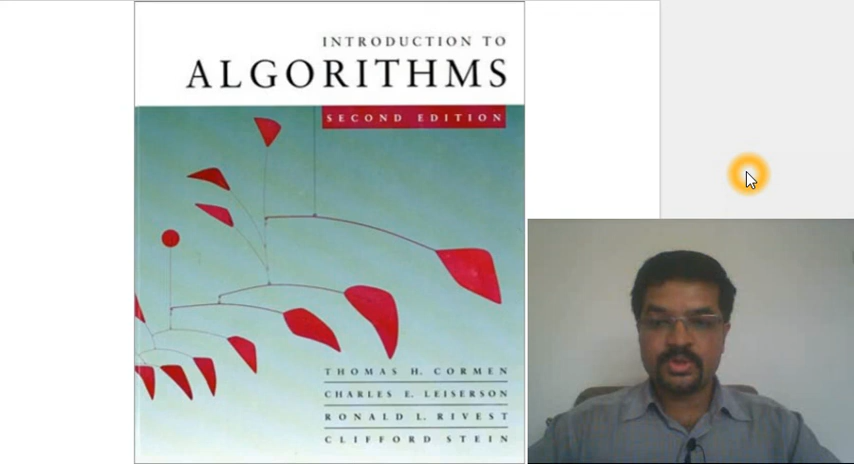 INTRODUCTION TO
ALGORITHMS
SECOND EDITION
THOMAS H. CORMEN
CHARLES E. LEISERSON
RONALD L. RIVEST
CLIFFORD STEIN